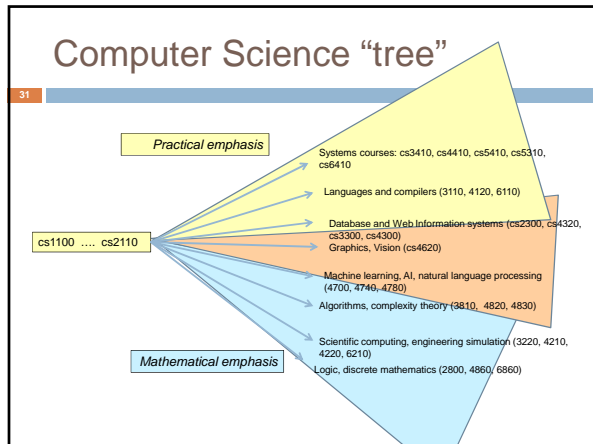 Computer Science “tree”
31
Practical emphasis
Systems courses: cs3410, cs4410, cs5410, cs5310,
cs6410
Languages and compilers (3110, 4120, 6110)
Database and Web Information systems (cs2300, cs4320,
cs3300, cs4300)
cs1100 .... cs2110
Graphics, Vision (cs4620)
Machine learning, AI, natural language processing
(4700, 4740, 4780)
Algorithms, complexity theory (3810, 4820, 4830)
Scientific computing, engineering simulation (3220, 4210,
4220, 6210)
Mathematical emphasis
Logic, discrete mathematics (2800, 4860, 6860)